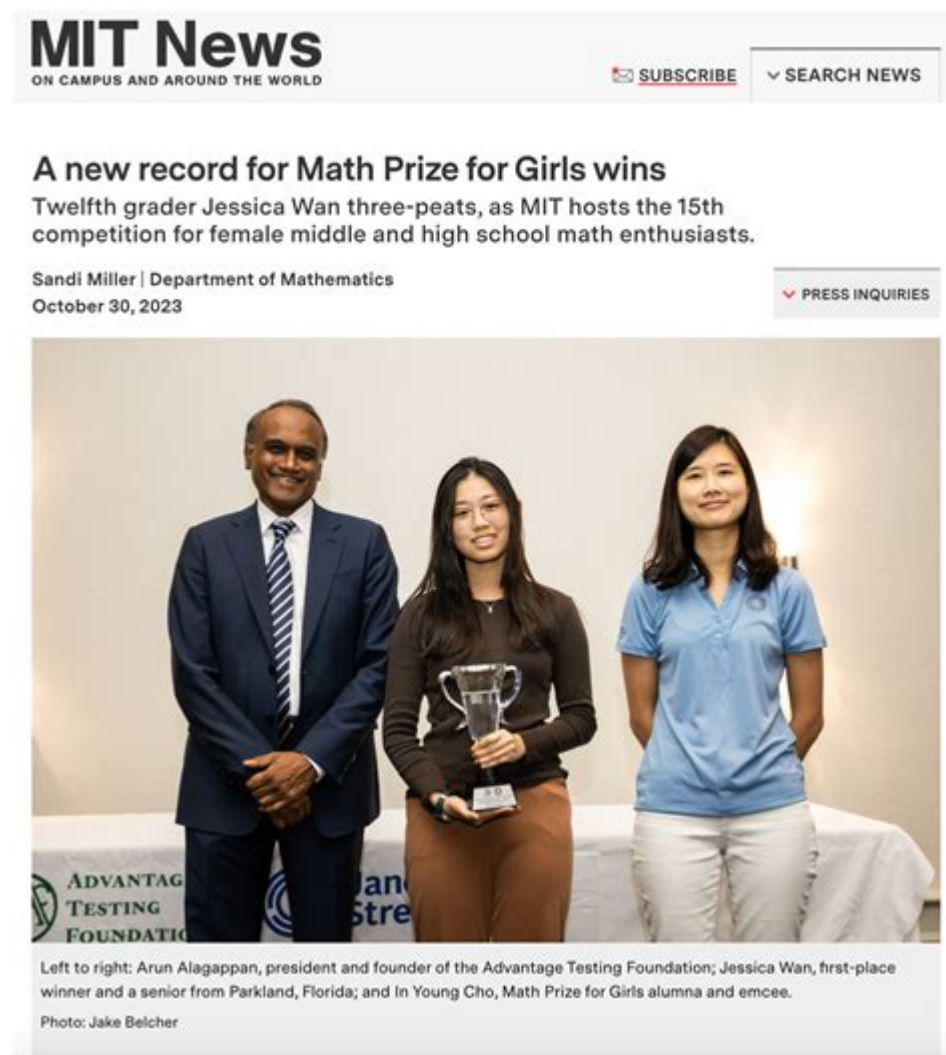 MIT News
ON CAMPUS AND AROUND THE WORLD
SUBSCRIBE
SEARCH NEWS
A new record for Math Prize for Girls wins
Twelfth grader Jessica Wan three-peats, as MIT hosts the 15th
competition for female middle and high school math enthusiasts.
Sandi Miller | Department of Mathematics
October 30, 2023
PRESS INQUIRIES
ADVANTAG
TESTING
FOUNDATIO
Jan
Stre
Left to right: Arun Alagappan, president and founder of the Advantage Testing Foundation; Jessica Wan, first-place
winner and a senior from Parkland, Florida; and In Young Cho, Math Prize for Girls alumna and emcee.
Photo: Jake Belcher